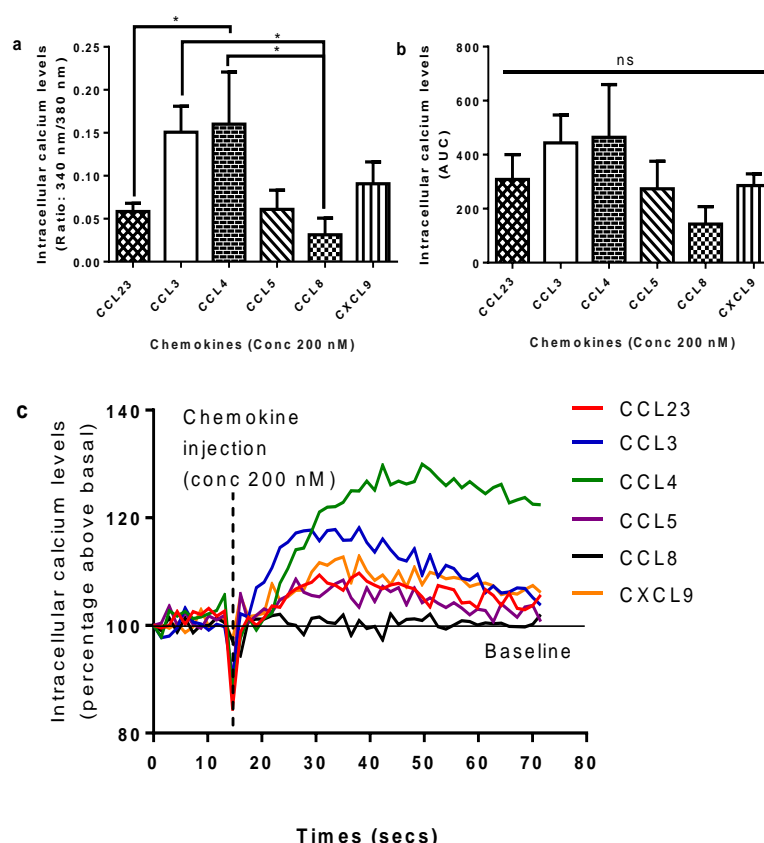 a
Intracellular calcium levels
(Ratio: 340 nm/380 nm)
0.25
0.20
0.15
0.10
0.05
0.00
*
*
*
CCL23
CCL3
CCL4
CCL5
CCL8
CXCL9
Chemokines (Conc 200 nM)
b
Intracellular calcium levels
(AUC)
800
600
400
200
0
ns
CCL23
CCL3
CCL4
CCL5
CCL8
CXCL9
Chemokines (Conc 200 nM)
c
Intracellular calcium levels
(percentage above basal)
140
120
100
80
Chemokine
injection
(conc 200 nM)
Baseline
0 10 20 30 40 50 60 70 80
Times (secs)
CCL23
CCL3
CCL4
CCL5
CCL8
CXCL9